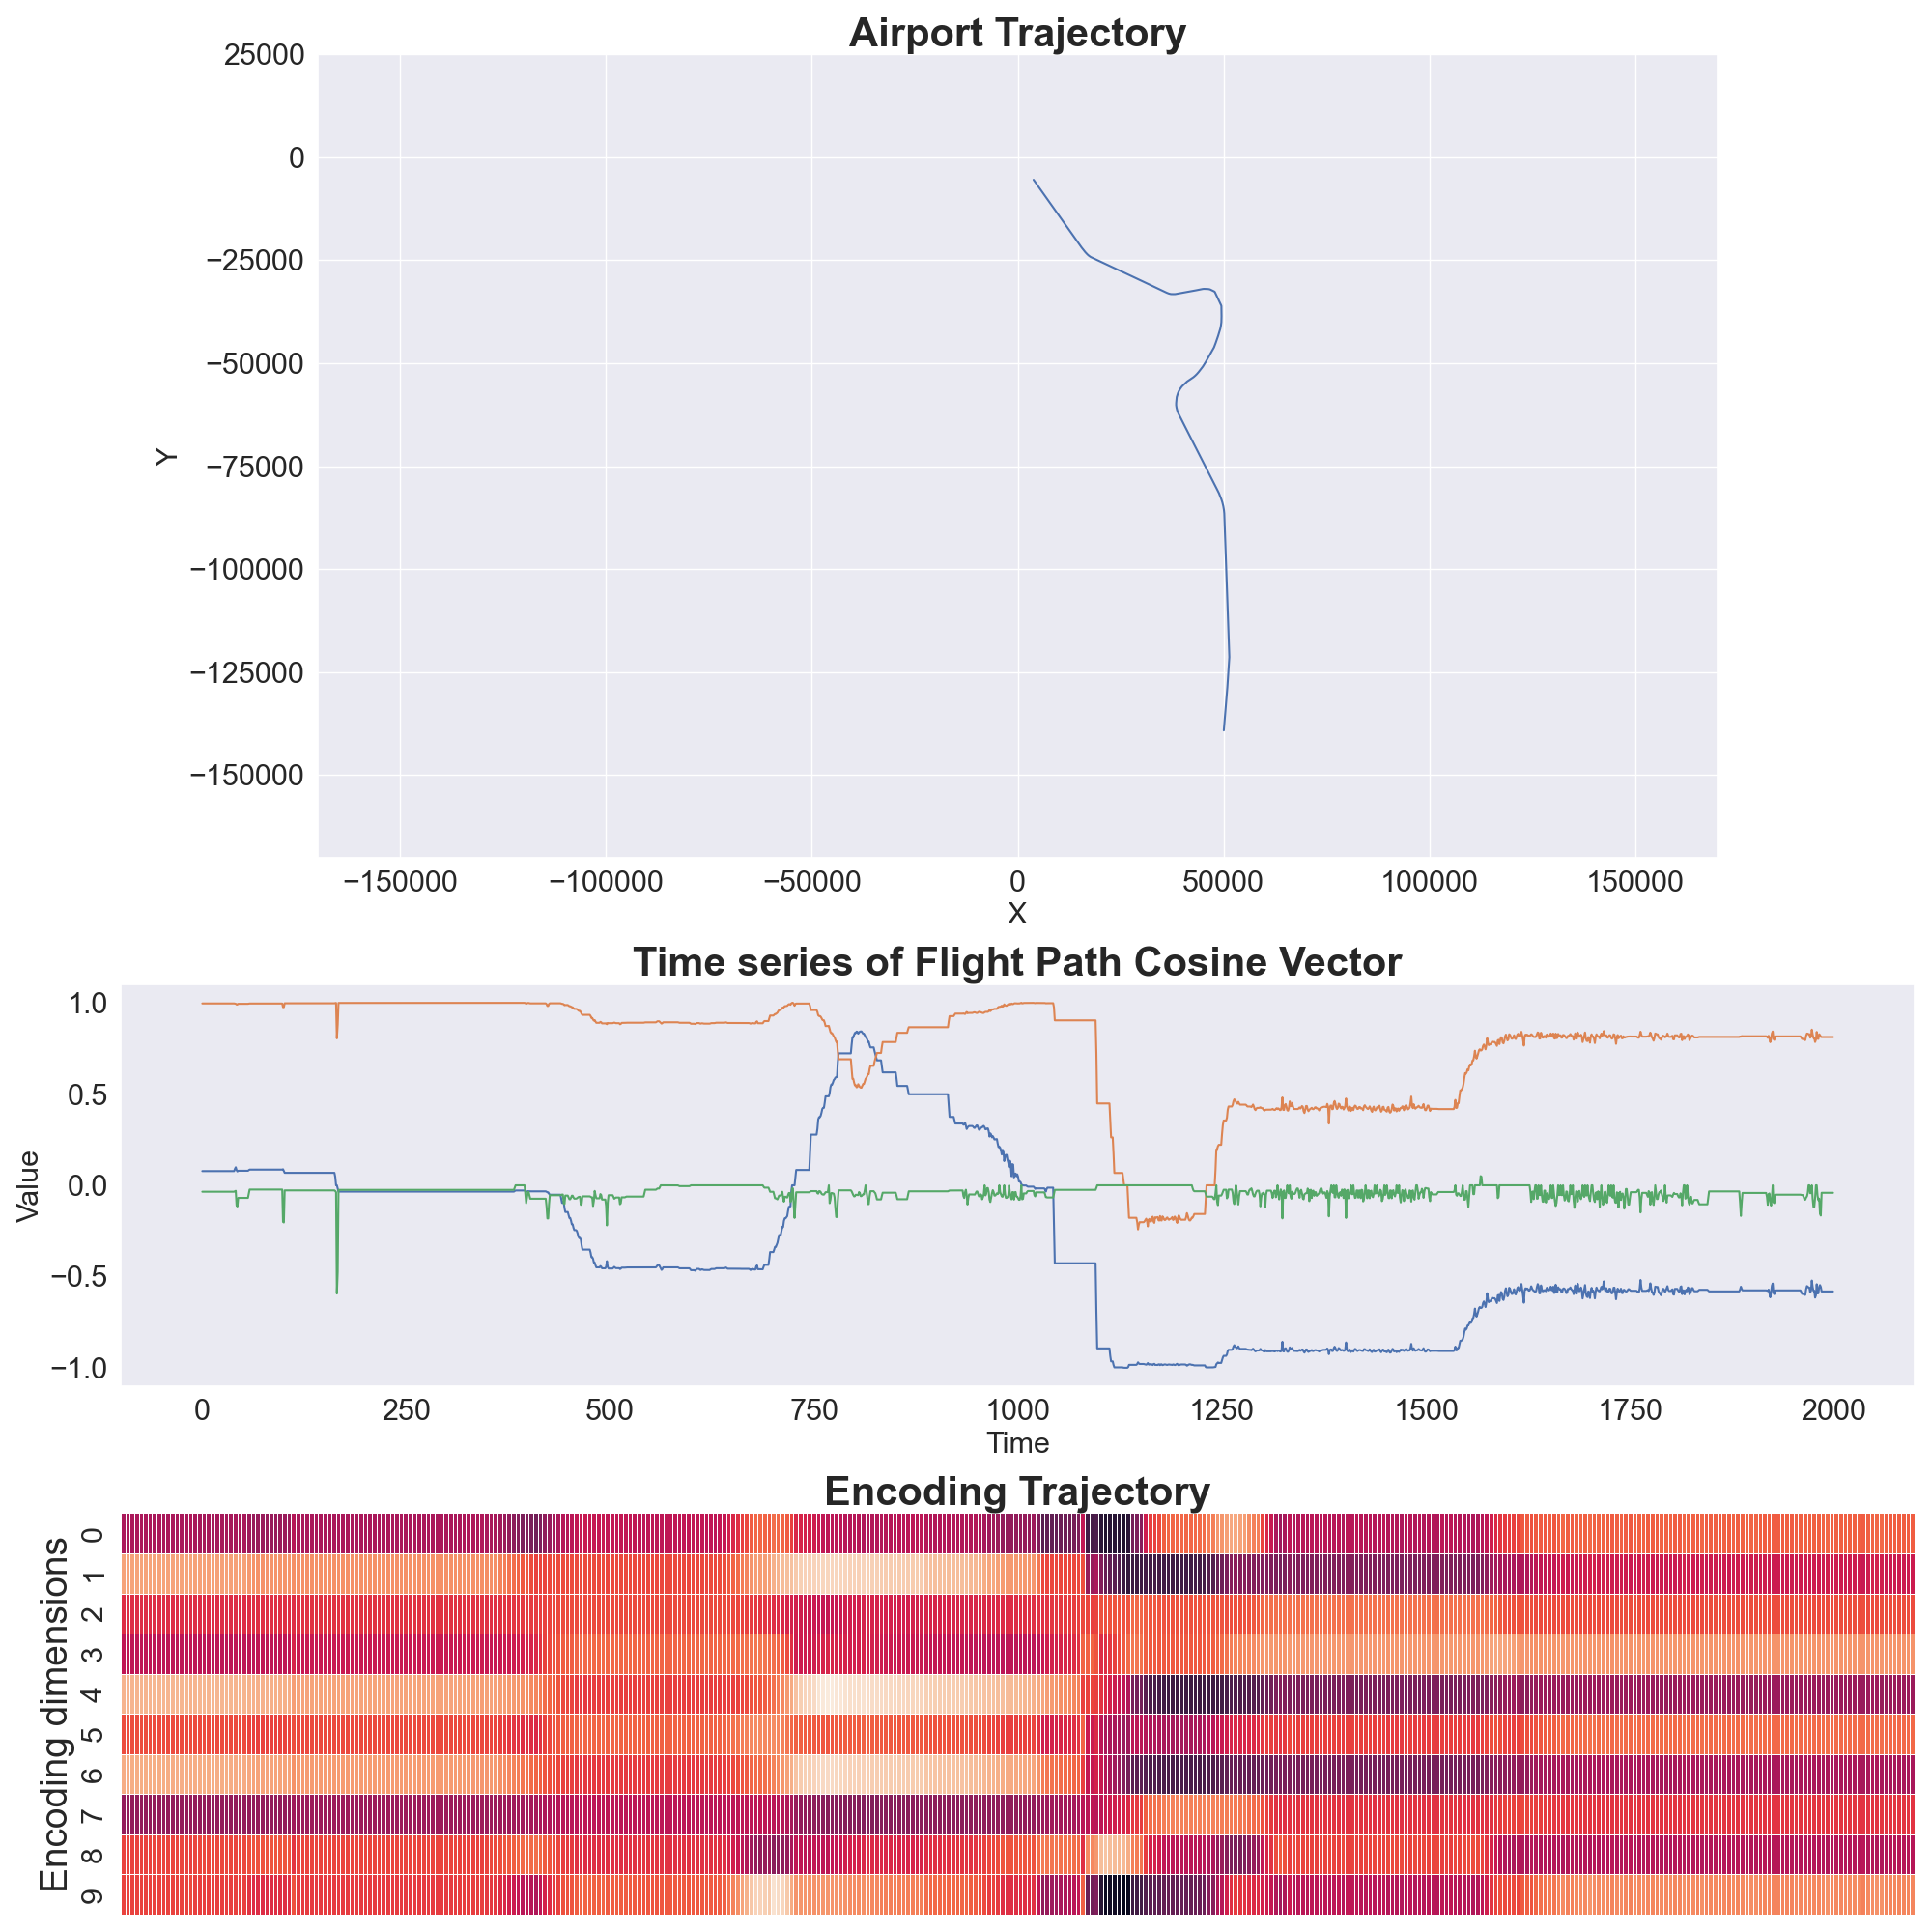 Airport Trajectory
25000
0
−25000
−50000
−75000
−100000
−125000
−150000
Y
−150000 −100000 −50000 0 50000 100000 150000
X
Time series of Flight Path Cosine Vector
1.0
0.5
0.0
−0.5
−1.0
Value
0 250 500 750 1000 1250 1500 1750 2000
Time
Encoding Trajectory
Encoding dimensions
0
1
2
3
4
5
6
7
8
9